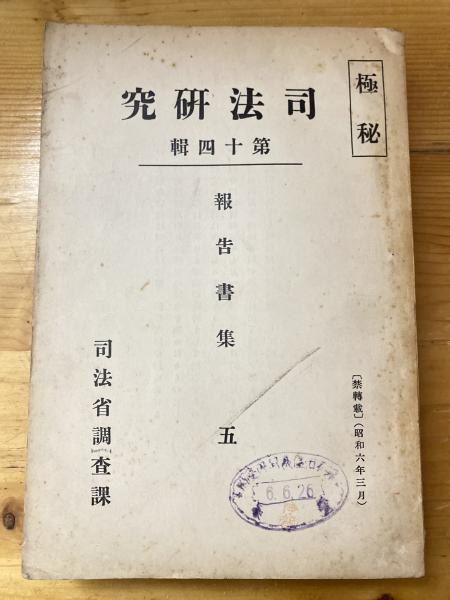 極秘
究研法司
輯四十第
報告書集 五
司法省調査課
〔禁轉載〕(昭和六年三月)
6.6.26